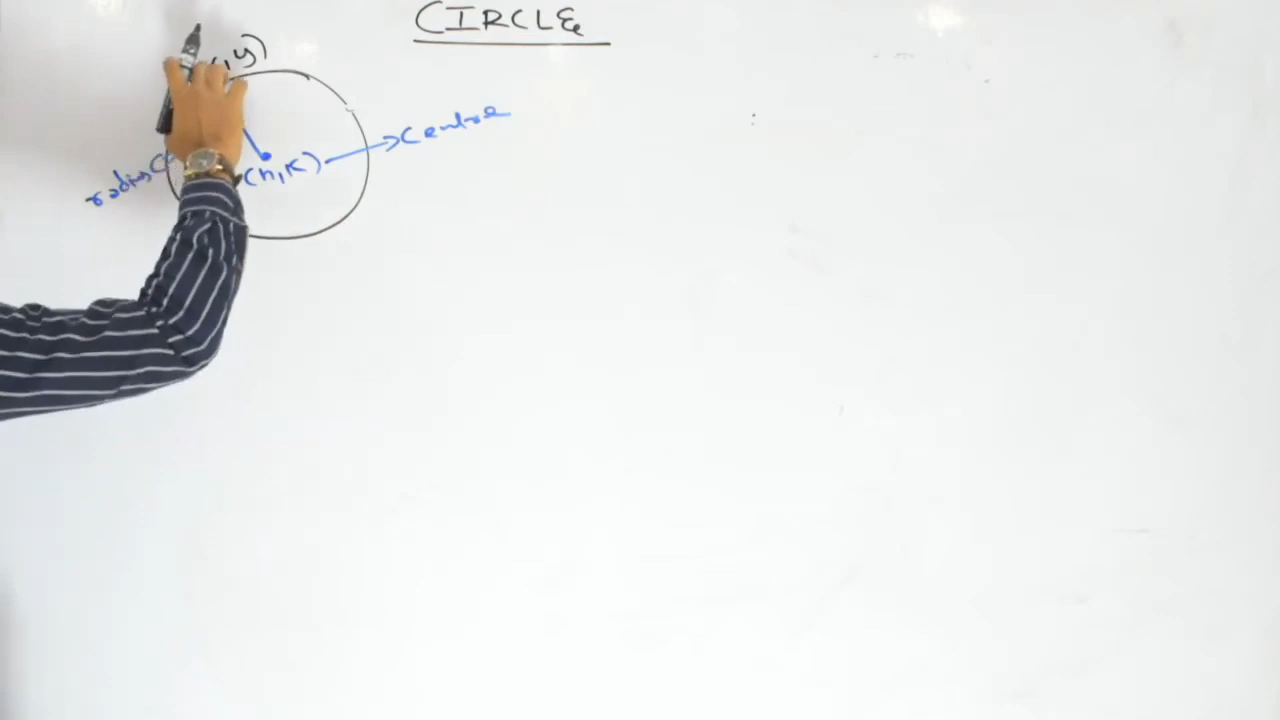 CIRCLE
, y)
Centre
radius(
(h, K)